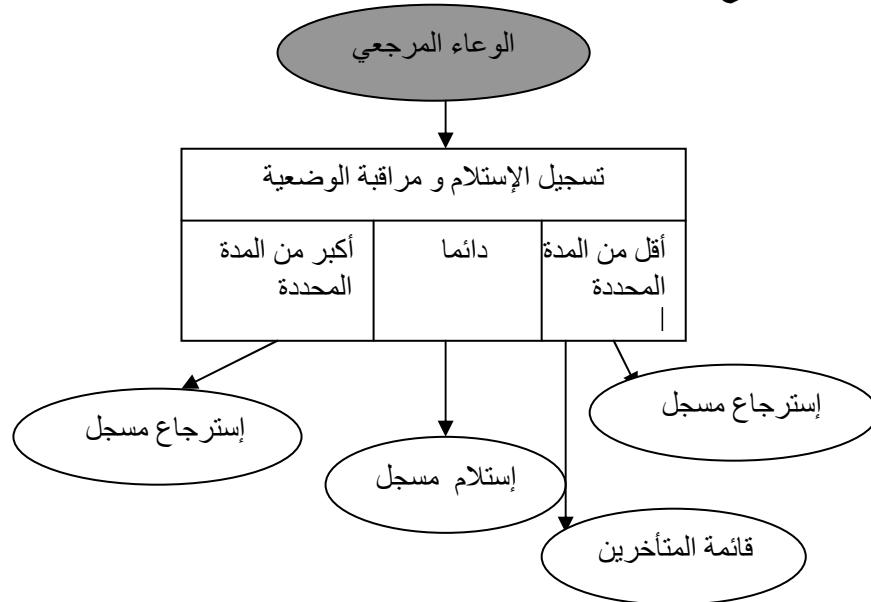 الوعاء المرجعي
تسجيل الإستلام و مراقبة الوضعية
أقل من المدة
المحددة
دائما
أكبر من المدة
المحددة
إسترجاع مسجل
إستلام مسجل
إسترجاع مسجل
قائمة المتأخرين